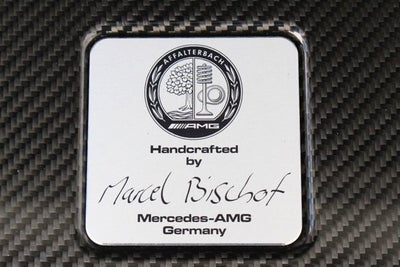 AFFALTERBACH
AMG
Handcrafted
by
Marcel Bischof
Mercedes-AMG
Germany